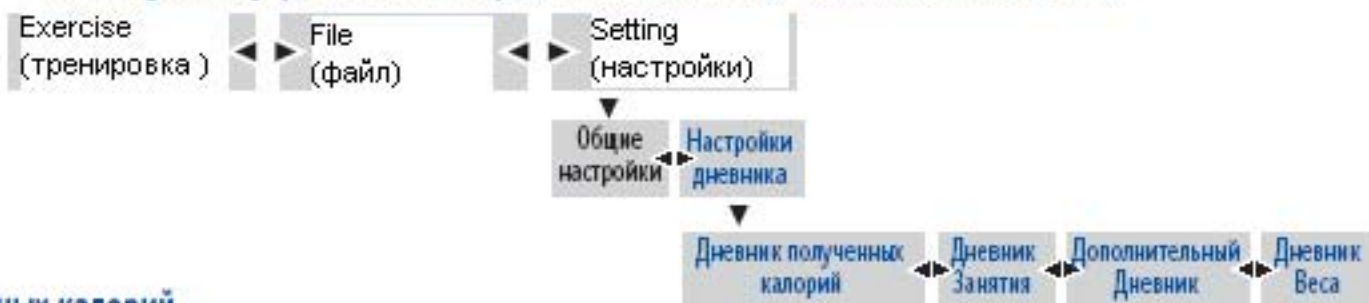 Exercise
(тренировка )
File
(файл)
Setting
(настройки)
Общие
настройки
Настройки
дневника
Дневник полученных
калорий
Дневник
Занятия
Дополнительный
Дневник
Дневник
Веса
калорий